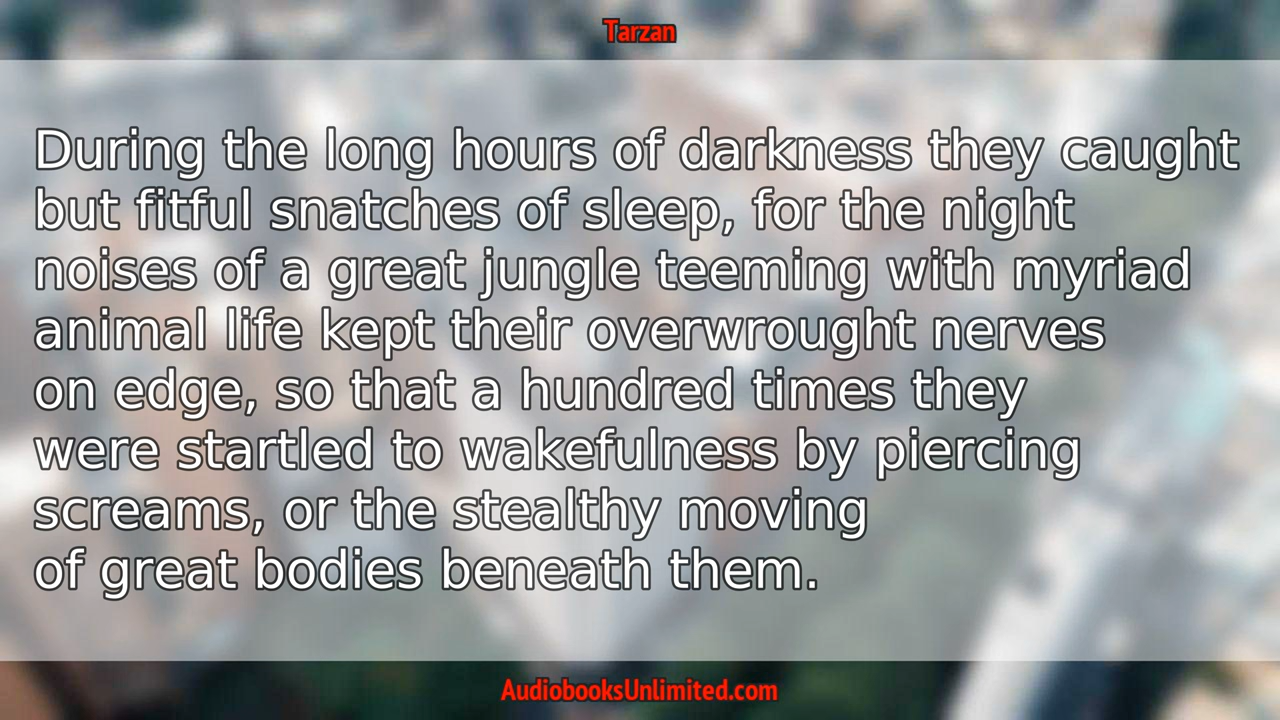 Tarzan
During the long hours of darkness they caught
but fitful snatches of sleep, for the night
noises of a great jungle teeming with myriad
animal life kept their overwrought nerves
on edge, so that a hundred times they
were startled to wakefulness by piercing
screams, or the stealthy moving
of great bodies beneath them.
AudiobooksUnlimited.com